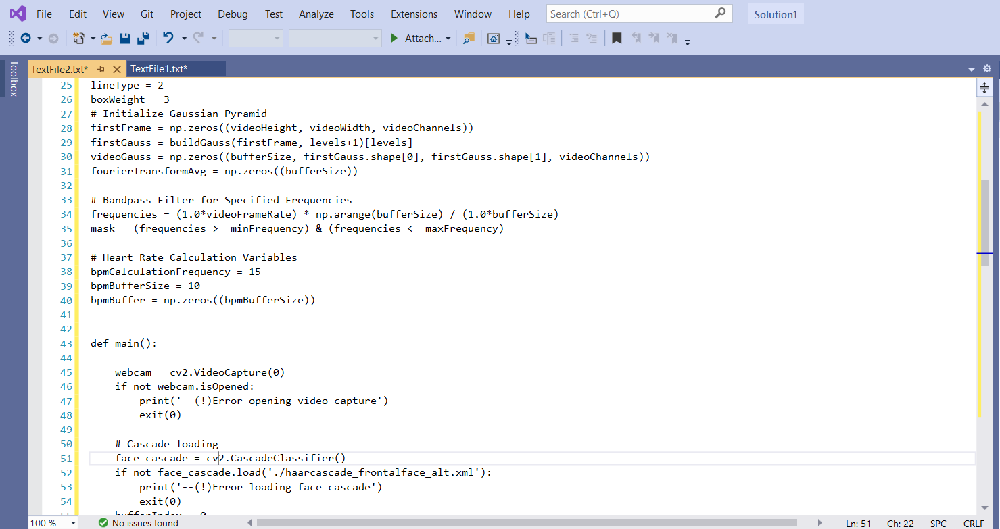 File Edit View Git Project Debug Test Analyze Tools Extensions Window Help Search (Ctrl+Q) Solution1
Attach...
Toolbox
TextFile2.txt* TextFile1.txt*
25 lineType = 2
26 boxWeight = 3
27 # Initialize Gaussian Pyramid
28 firstFrame = np.zeros((videoHeight, videoWidth, videoChannels))
29 firstGauss = buildGauss(firstFrame, levels+1)[levels]
30 videoGauss = np.zeros((bufferSize, firstGauss.shape[0], firstGauss.shape[1], videoChannels))
31 fourierTransformAvg = np.zeros((bufferSize))
32
33 # Bandpass Filter for Specified Frequencies
34 frequencies = (1.0*videoFrameRate) * np.arange(bufferSize) / (1.0*bufferSize)
35 mask = (frequencies >= minFrequency) & (frequencies <= maxFrequency)
36
37 # Heart Rate Calculation Variables
38 bpmCalculationFrequency = 15
39 bpmBufferSize = 10
40 bpmBuffer = np.zeros((bpmBufferSize))
41
42
43 def main():
44
45     webcam = cv2.VideoCapture(0)
46     if not webcam.isOpened:
47         print('--(!)Error opening video capture')
48         exit(0)
49
50     # Cascade loading
51     face_cascade = cv2.CascadeClassifier()
52     if not face_cascade.load('./haarcascade_frontalface_alt.xml'):
53         print('--(!)Error loading face cascade')
54         exit(0)
100 % No issues found Ln: 51 Ch: 22 SPC CRLF